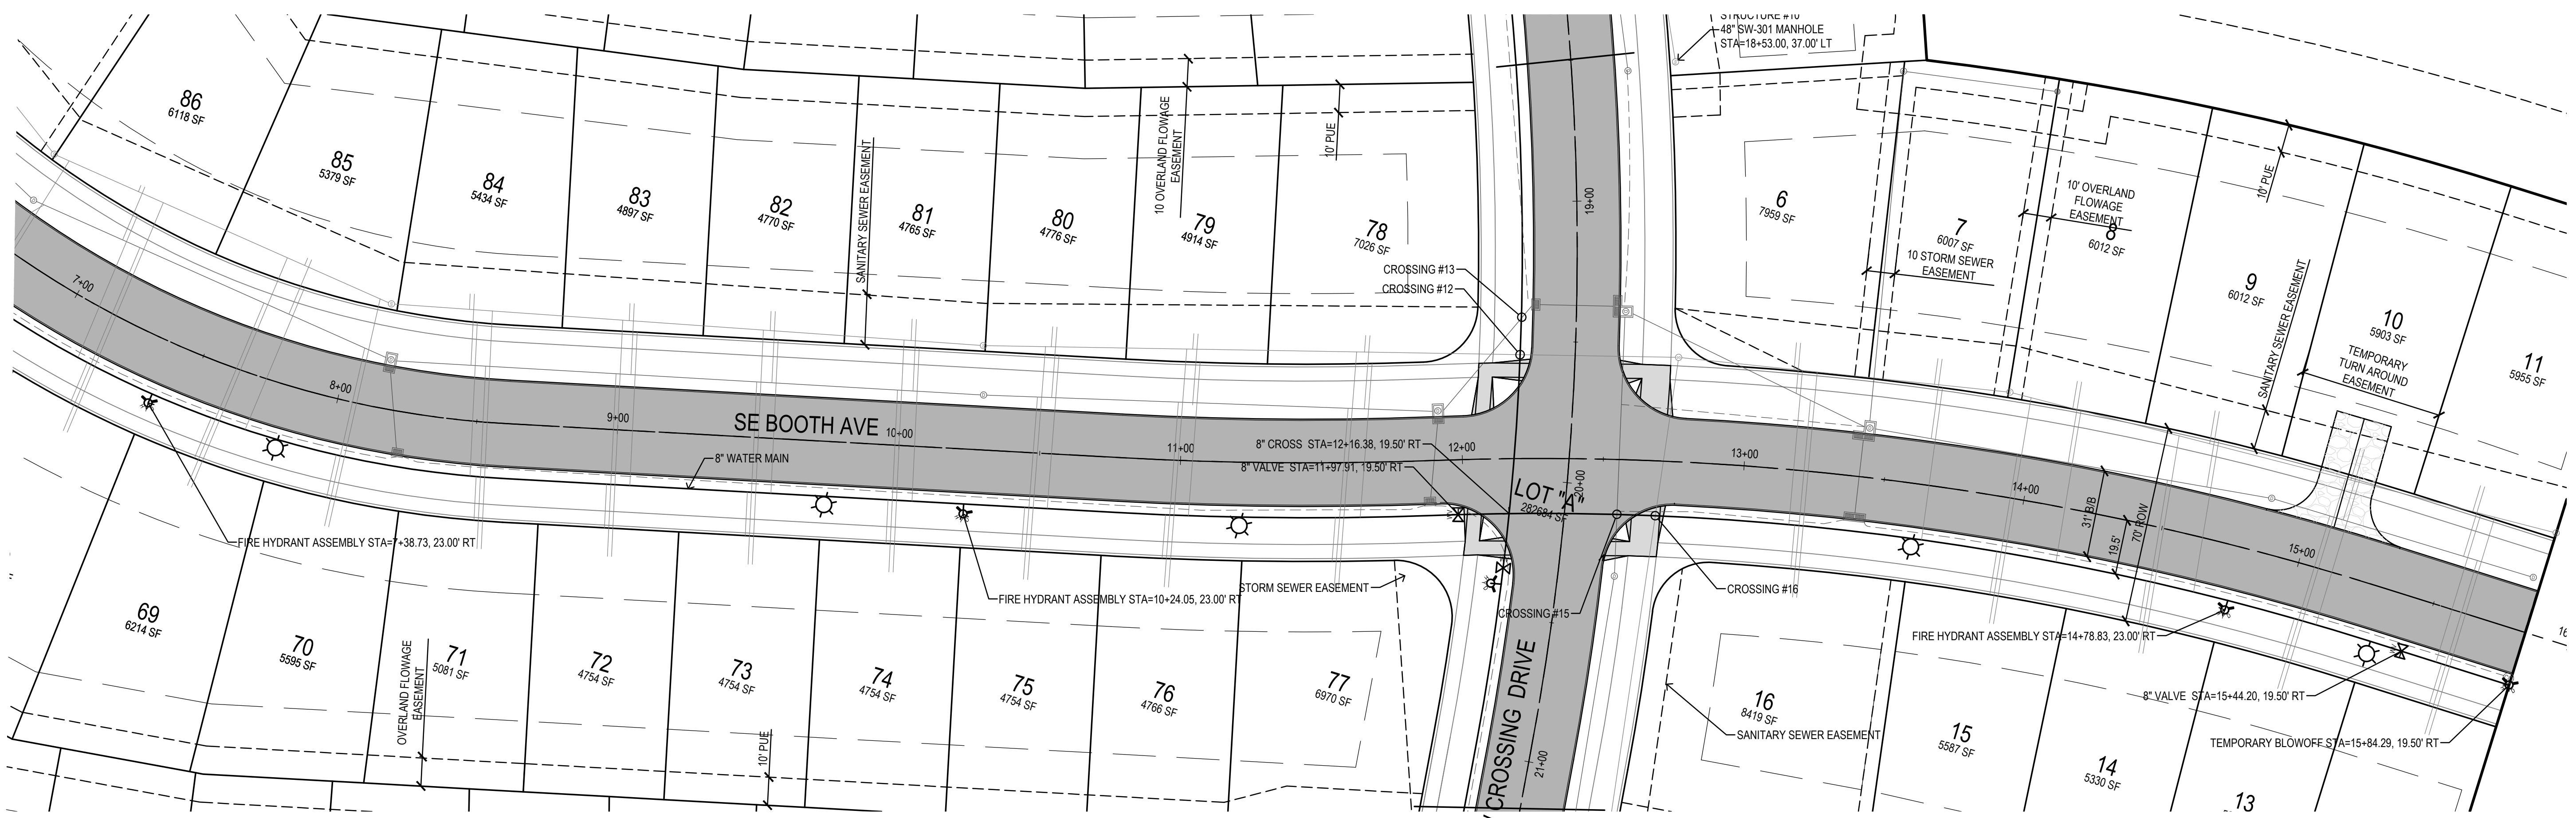 STRUCTURE #10
48" SW-301 MANHOLE
STA=18+53.00, 37.00' LT
86
6118 SF
85
5379 SF
84
5434 SF
83
4897 SF
82
4770 SF
SANITARY SEWER EASEMENT
81
4765 SF
80
4776 SF
10 OVERLAND FLOWAGE
EASEMENT
79
4914 SF
10' PUE
78
7026 SF
CROSSING #13
CROSSING #12
19+00
6
7959 SF
7
6007 SF
10 STORM SEWER
EASEMENT
10' OVERLAND
FLOWAGE
EASEMENT
8
6012 SF
10' PUE
9
6012 SF
SANITARY SEWER EASEMENT
10
5903 SF
TEMPORARY
TURN AROUND
EASEMENT
11
5955 SF
7+00
8+00
9+00
SE BOOTH AVE
10+00
11+00
12+00
13+00
14+00
15+00
16
8" WATER MAIN
8" CROSS STA=12+16.38, 19.50' RT
8" VALVE STA=11+97.91, 19.50' RT
LOT "A"
282684 SF
20+00
31' B/B
19.5'
70' ROW
FIRE HYDRANT ASSEMBLY STA=7+38.73, 23.00' RT
FIRE HYDRANT ASSEMBLY STA=10+24.05, 23.00' RT
STORM SEWER EASEMENT
CROSSING #15
CROSSING #16
FIRE HYDRANT ASSEMBLY STA=14+78.83, 23.00' RT
8" VALVE STA=15+44.20, 19.50' RT
TEMPORARY BLOWOFF STA=15+84.29, 19.50' RT
69
6214 SF
70
5595 SF
OVERLAND FLOWAGE
EASEMENT
71
5081 SF
72
4754 SF
73
4754 SF
10' PUE
74
4754 SF
75
4754 SF
76
4766 SF
77
6970 SF
CROSSING DRIVE
21+00
16
8419 SF
SANITARY SEWER EASEMENT
15
5587 SF
14
5330 SF
13